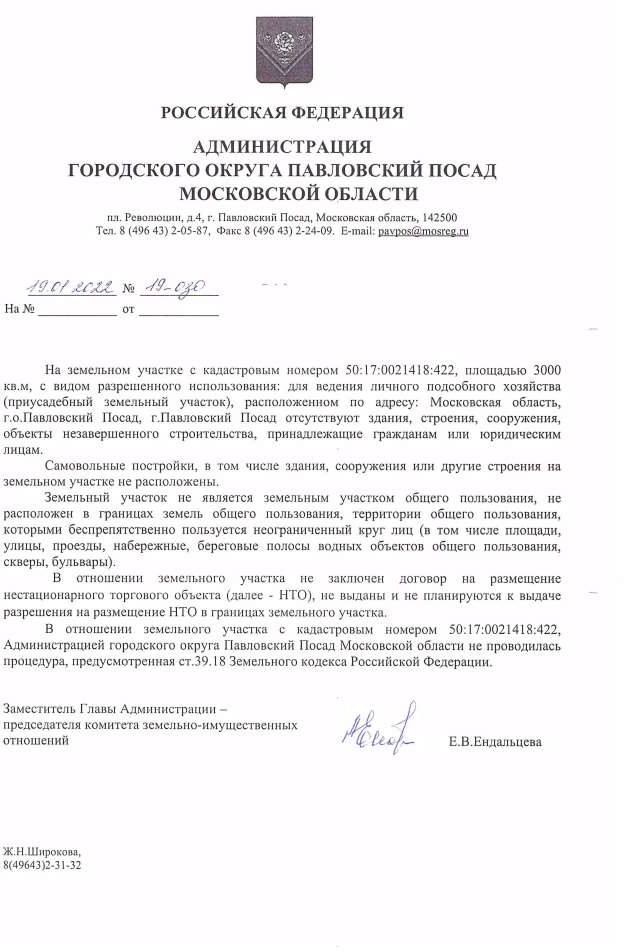 РОССИЙСКАЯ ФЕДЕРАЦИЯ
АДМИНИСТРАЦИЯ
ГОРОДСКОГО ОКРУГА ПАВЛОВСКИЙ ПОСАД
МОСКОВСКОЙ ОБЛАСТИ
пл. Революции, д.4, г. Павловский Посад, Московская область, 142500
Тел. 8 (496 43) 2-05-87, Факс 8 (496 43) 2-24-09. E-mail: pavpos@mosreg.ru
19.01 2022 № 19-030
На № ____________ от ____________
На земельном участке с кадастровым номером 50:17:0021418:422, площадью 3000
кв.м, с видом разрешенного использования: для ведения личного подсобного хозяйства
(приусадебный земельный участок), расположенном по адресу: Московская область,
г.о.Павловский Посад, г.Павловский Посад отсутствуют здания, строения, сооружения,
объекты незавершенного строительства, принадлежащие гражданам или юридическим
лицам.
Самовольные постройки, в том числе здания, сооружения или другие строения на
земельном участке не расположены.
Земельный участок не является земельным участком общего пользования, не
расположен в границах земель общего пользования, территории общего пользования,
которыми беспрепятственно пользуется неограниченный круг лиц (в том числе площади,
улицы, проезды, набережные, береговые полосы водных объектов общего пользования,
скверы, бульвары).
В отношении земельного участка не заключен договор на размещение
нестационарного торгового объекта (далее - НТО), не выданы и не планируются к выдаче
разрешения на размещение НТО в границах земельного участка.
В отношении земельного участка с кадастровым номером 50:17:0021418:422,
Администрацией городского округа Павловский Посад Московской области не проводилась
процедура, предусмотренная ст.39.18 Земельного кодекса Российской Федерации.
Заместитель Главы Администрации –
председателя комитета земельно-имущественных
отношений Е.В.Ендальцева
Ж.Н.Широкова,
8(49643)2-31-32